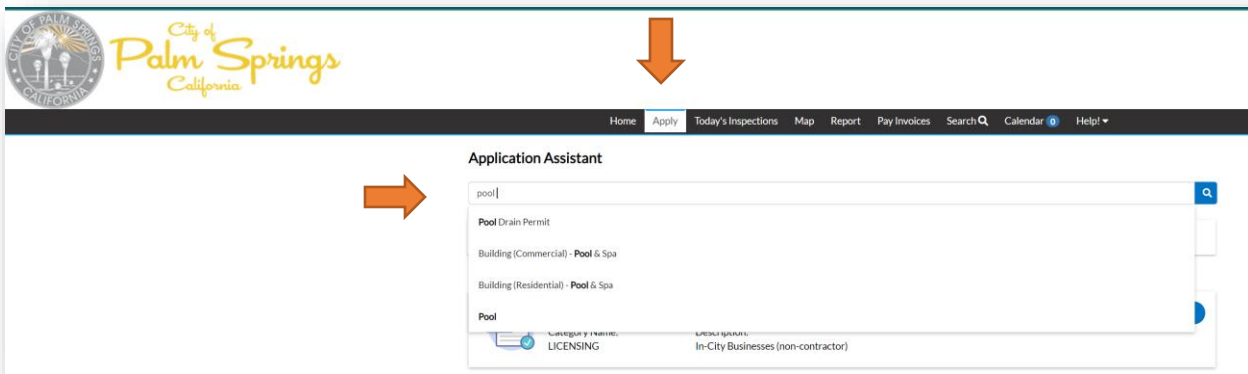 CITY OF PALM SPRINGS
CALIFORNIA
City of
Palm Springs
California
Home Apply Today's Inspections Map Report Pay Invoices Search Calendar 0 Help!
Application Assistant
pool
Pool Drain Permit
Building (Commercial) - Pool & Spa
Building (Residential) - Pool & Spa
Pool
Category Name: Description:
LICENSING In-City Businesses (non-contractor)